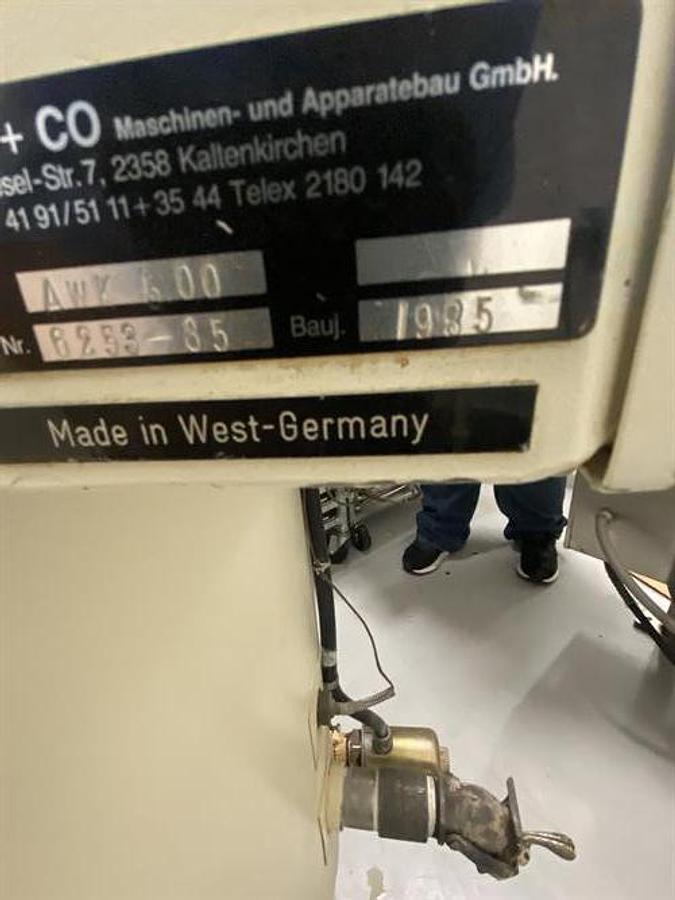 + CO Maschinen- und Apparatebau GmbH.
sel-Str. 7, 2358 Kaltenkirchen
41 91/51 11 + 35 44 Telex 2180 142
AWK 600
Nr. 6253-85 Bauj. 1985
Made in West-Germany